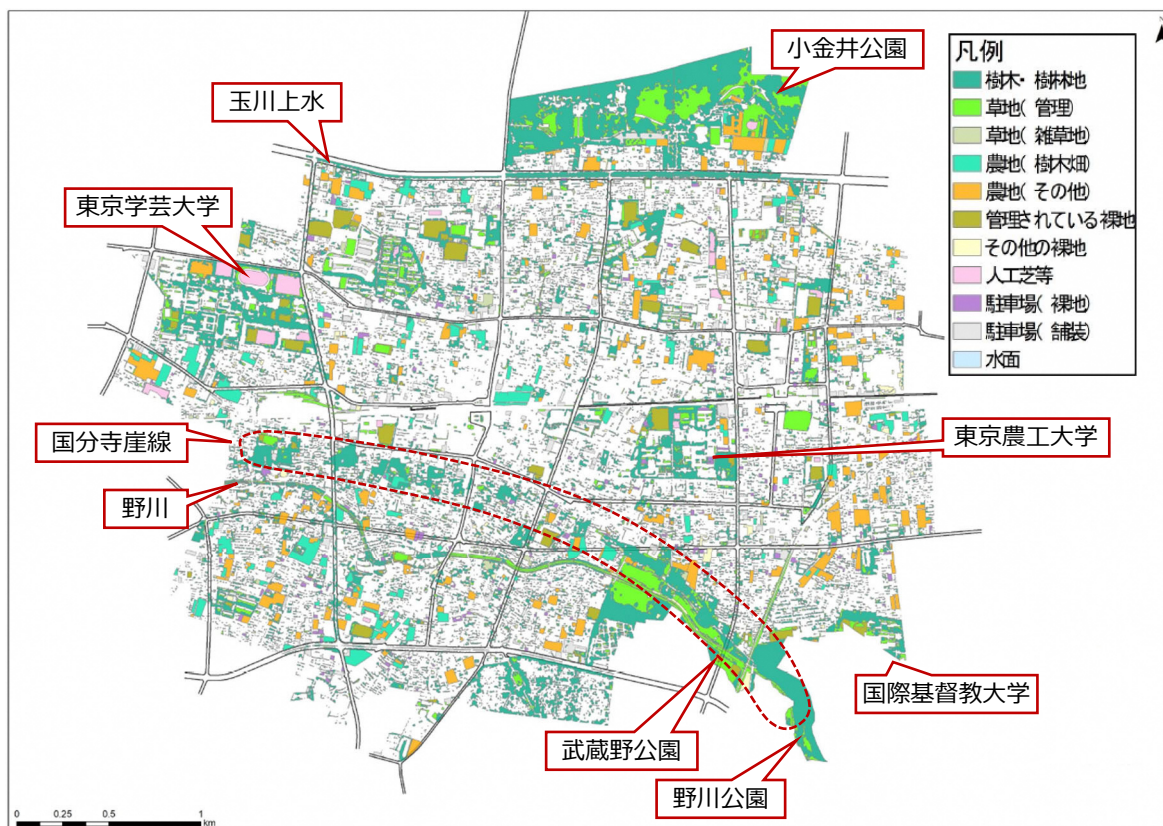 小金井公園
玉川上水
東京学芸大学
国分寺崖線
野川
東京農工大学
国際基督教大学
武蔵野公園
野川公園
凡例
樹木・樹林地
草地(管理)
草地(雑草地)
農地(樹木畑)
農地(その他)
管理されている裸地
その他の裸地
人工芝等
駐車場(裸地)
駐車場(舗装)
水面
N
0 0.25 0.5 1
km